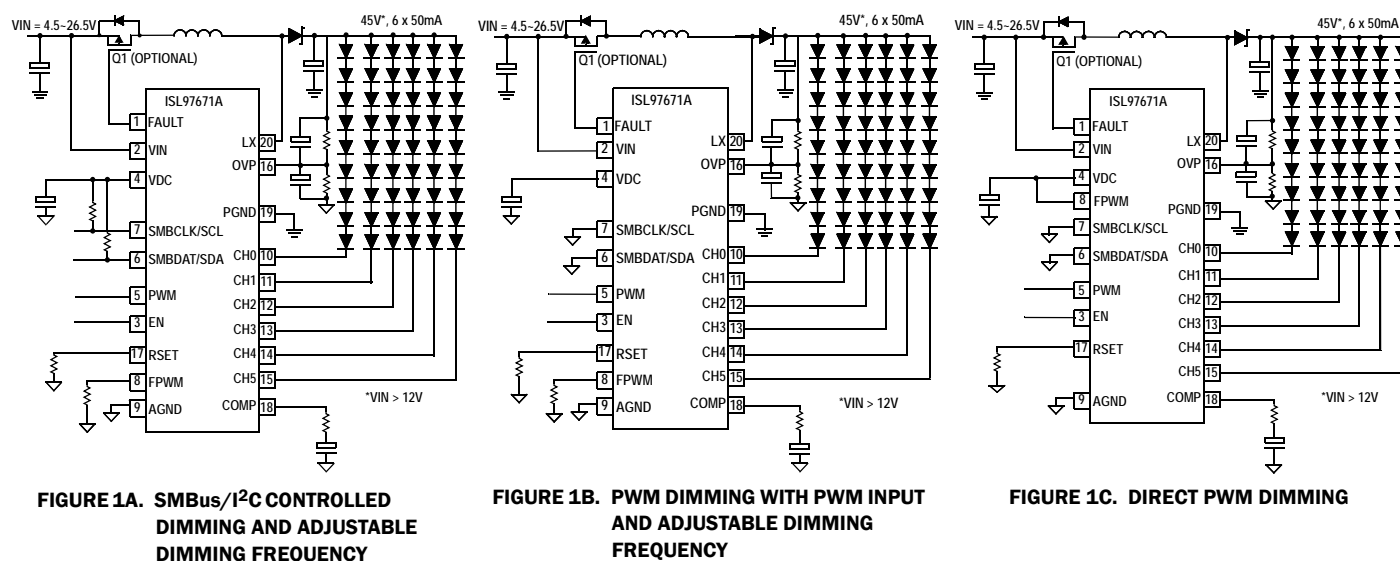 VIN = 4.5~26.5V
45V*, 6 x 50mA
Q1 (OPTIONAL)
ISL97671A
1 FAULT
2 VIN
4 VDC
7 SMBCLK/SCL
6 SMBDAT/SDA
5 PWM
3 EN
17 RSET
8 FPWM
9 AGND
LX 20
OVP 16
PGND 19
CH0 10
CH1 11
CH2 12
CH3 13
CH4 14
CH5 15
COMP 18
*VIN > 12V
FIGURE 1A. SMBus/I²C CONTROLLED
DIMMING AND ADJUSTABLE
DIMMING FREQUENCY
VIN = 4.5~26.5V
45V*, 6 x 50mA
Q1 (OPTIONAL)
ISL97671A
1 FAULT
2 VIN
4 VDC
7 SMBCLK/SCL
6 SMBDAT/SDA
5 PWM
3 EN
17 RSET
8 FPWM
9 AGND
LX 20
OVP 16
PGND 19
CH0 10
CH1 11
CH2 12
CH3 13
CH4 14
CH5 15
COMP 18
*VIN > 12V
FIGURE 1B. PWM DIMMING WITH PWM INPUT
AND ADJUSTABLE DIMMING
FREQUENCY
VIN = 4.5~26.5V
45V*, 6 x 50mA
Q1 (OPTIONAL)
ISL97671A
1 FAULT
2 VIN
4 VDC
8 FPWM
7 SMBCLK/SCL
6 SMBDAT/SDA
5 PWM
3 EN
17 RSET
9 AGND
LX 20
OVP 16
PGND 19
CH0 10
CH1 11
CH2 12
CH3 13
CH4 14
CH5 15
COMP 18
*VIN > 12V
FIGURE 1C. DIRECT PWM DIMMING